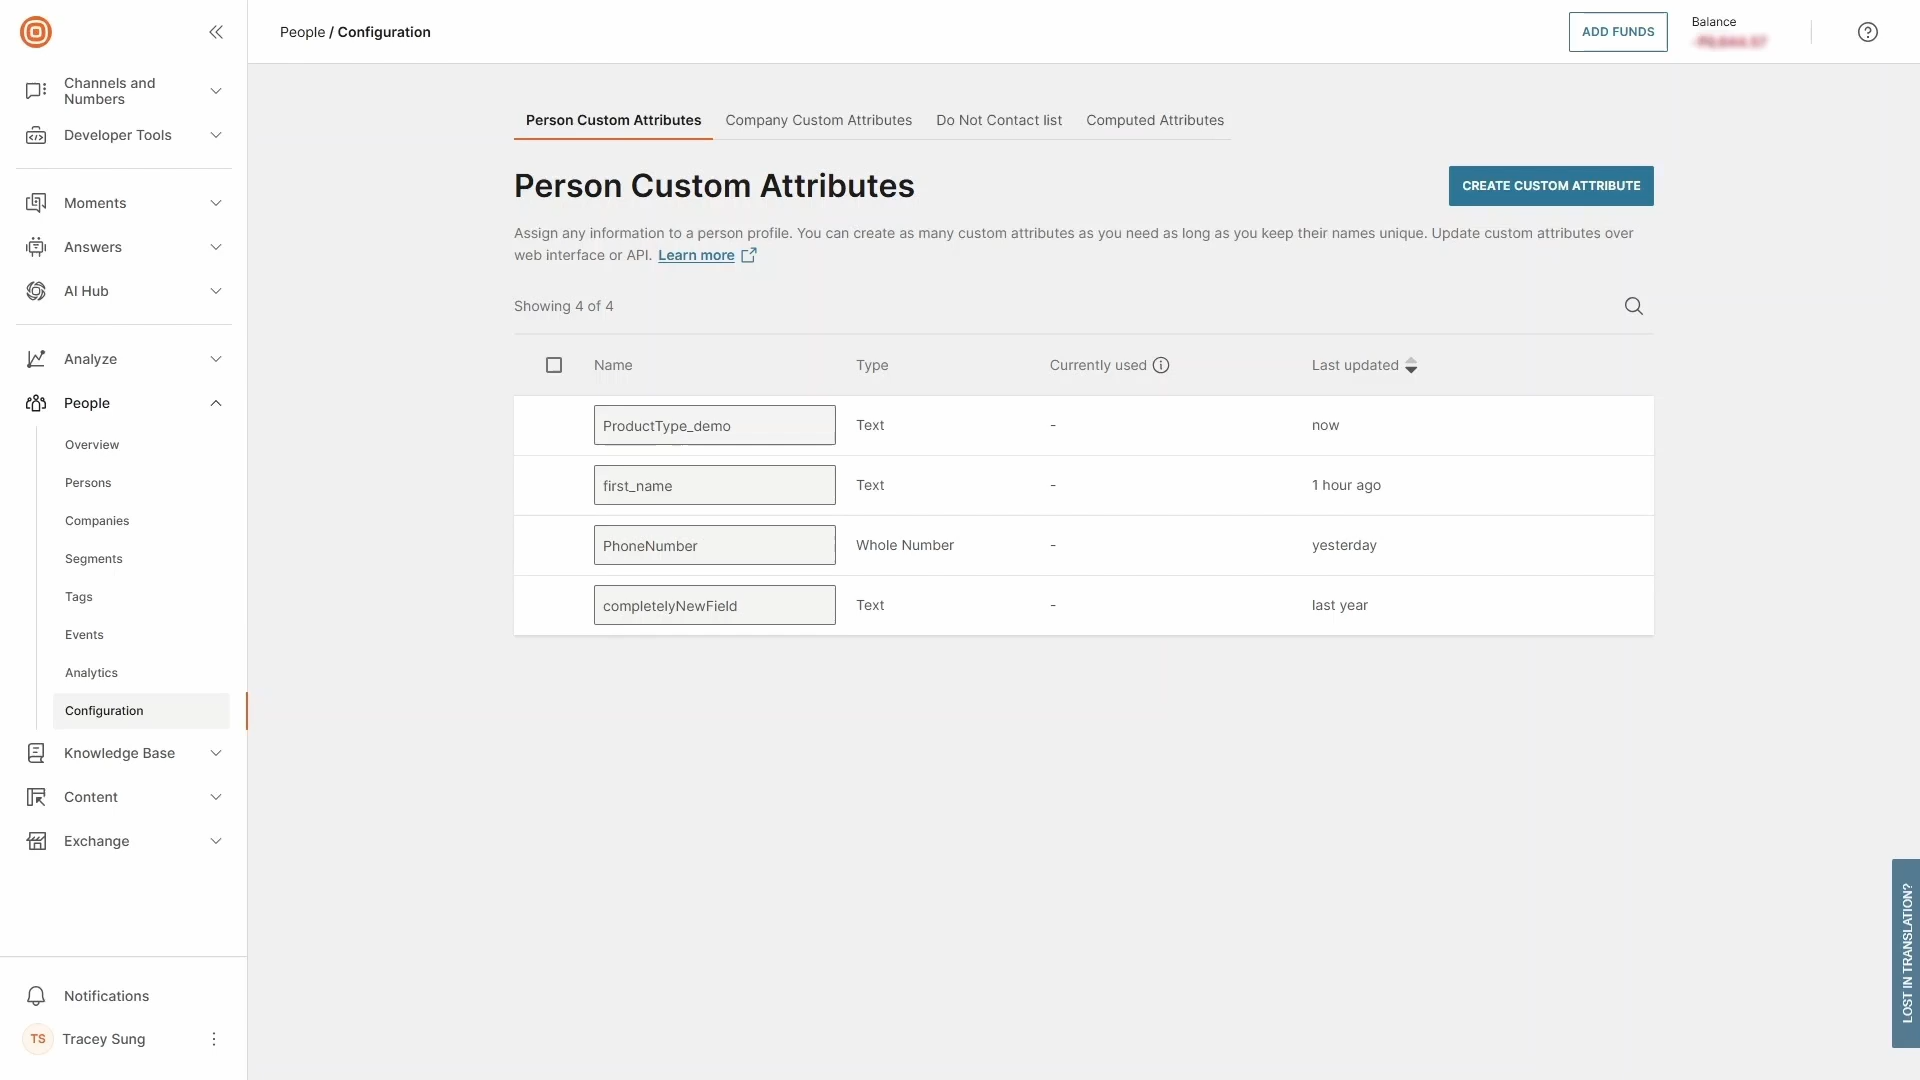 People / Configuration
ADD FUNDS
Balance
Channels and
Numbers
Developer Tools
Moments
Answers
AI Hub
Analyze
People
Overview
Persons
Companies
Segments
Tags
Events
Analytics
Configuration
Knowledge Base
Content
Exchange
Notifications
TS Tracey Sung
Person Custom Attributes Company Custom Attributes Do Not Contact list Computed Attributes
Person Custom Attributes
CREATE CUSTOM ATTRIBUTE
Assign any information to a person profile. You can create as many custom attributes as you need as long as you keep their names unique. Update custom attributes over
web interface or API. Learn more
Showing 4 of 4
Name Type Currently used Last updated
ProductType_demo Text - now
first_name Text - 1 hour ago
PhoneNumber Whole Number - yesterday
completelyNewField Text - last year
LOST IN TRANSLATION?